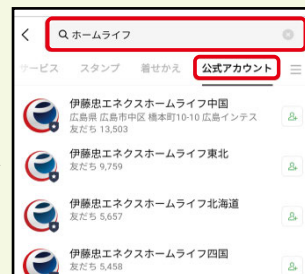 ホームライフ
サービス スタンプ 着せかえ 公式アカウント
伊藤忠エネクスホームライフ中国
広島県 広島市中区 橋本町10-10 広島インテス
友だち 13,503
伊藤忠エネクスホームライフ東北
友だち 9,759
伊藤忠エネクスホームライフ北海道
友だち 5,657
伊藤忠エネクスホームライフ四国
友だち 5,458